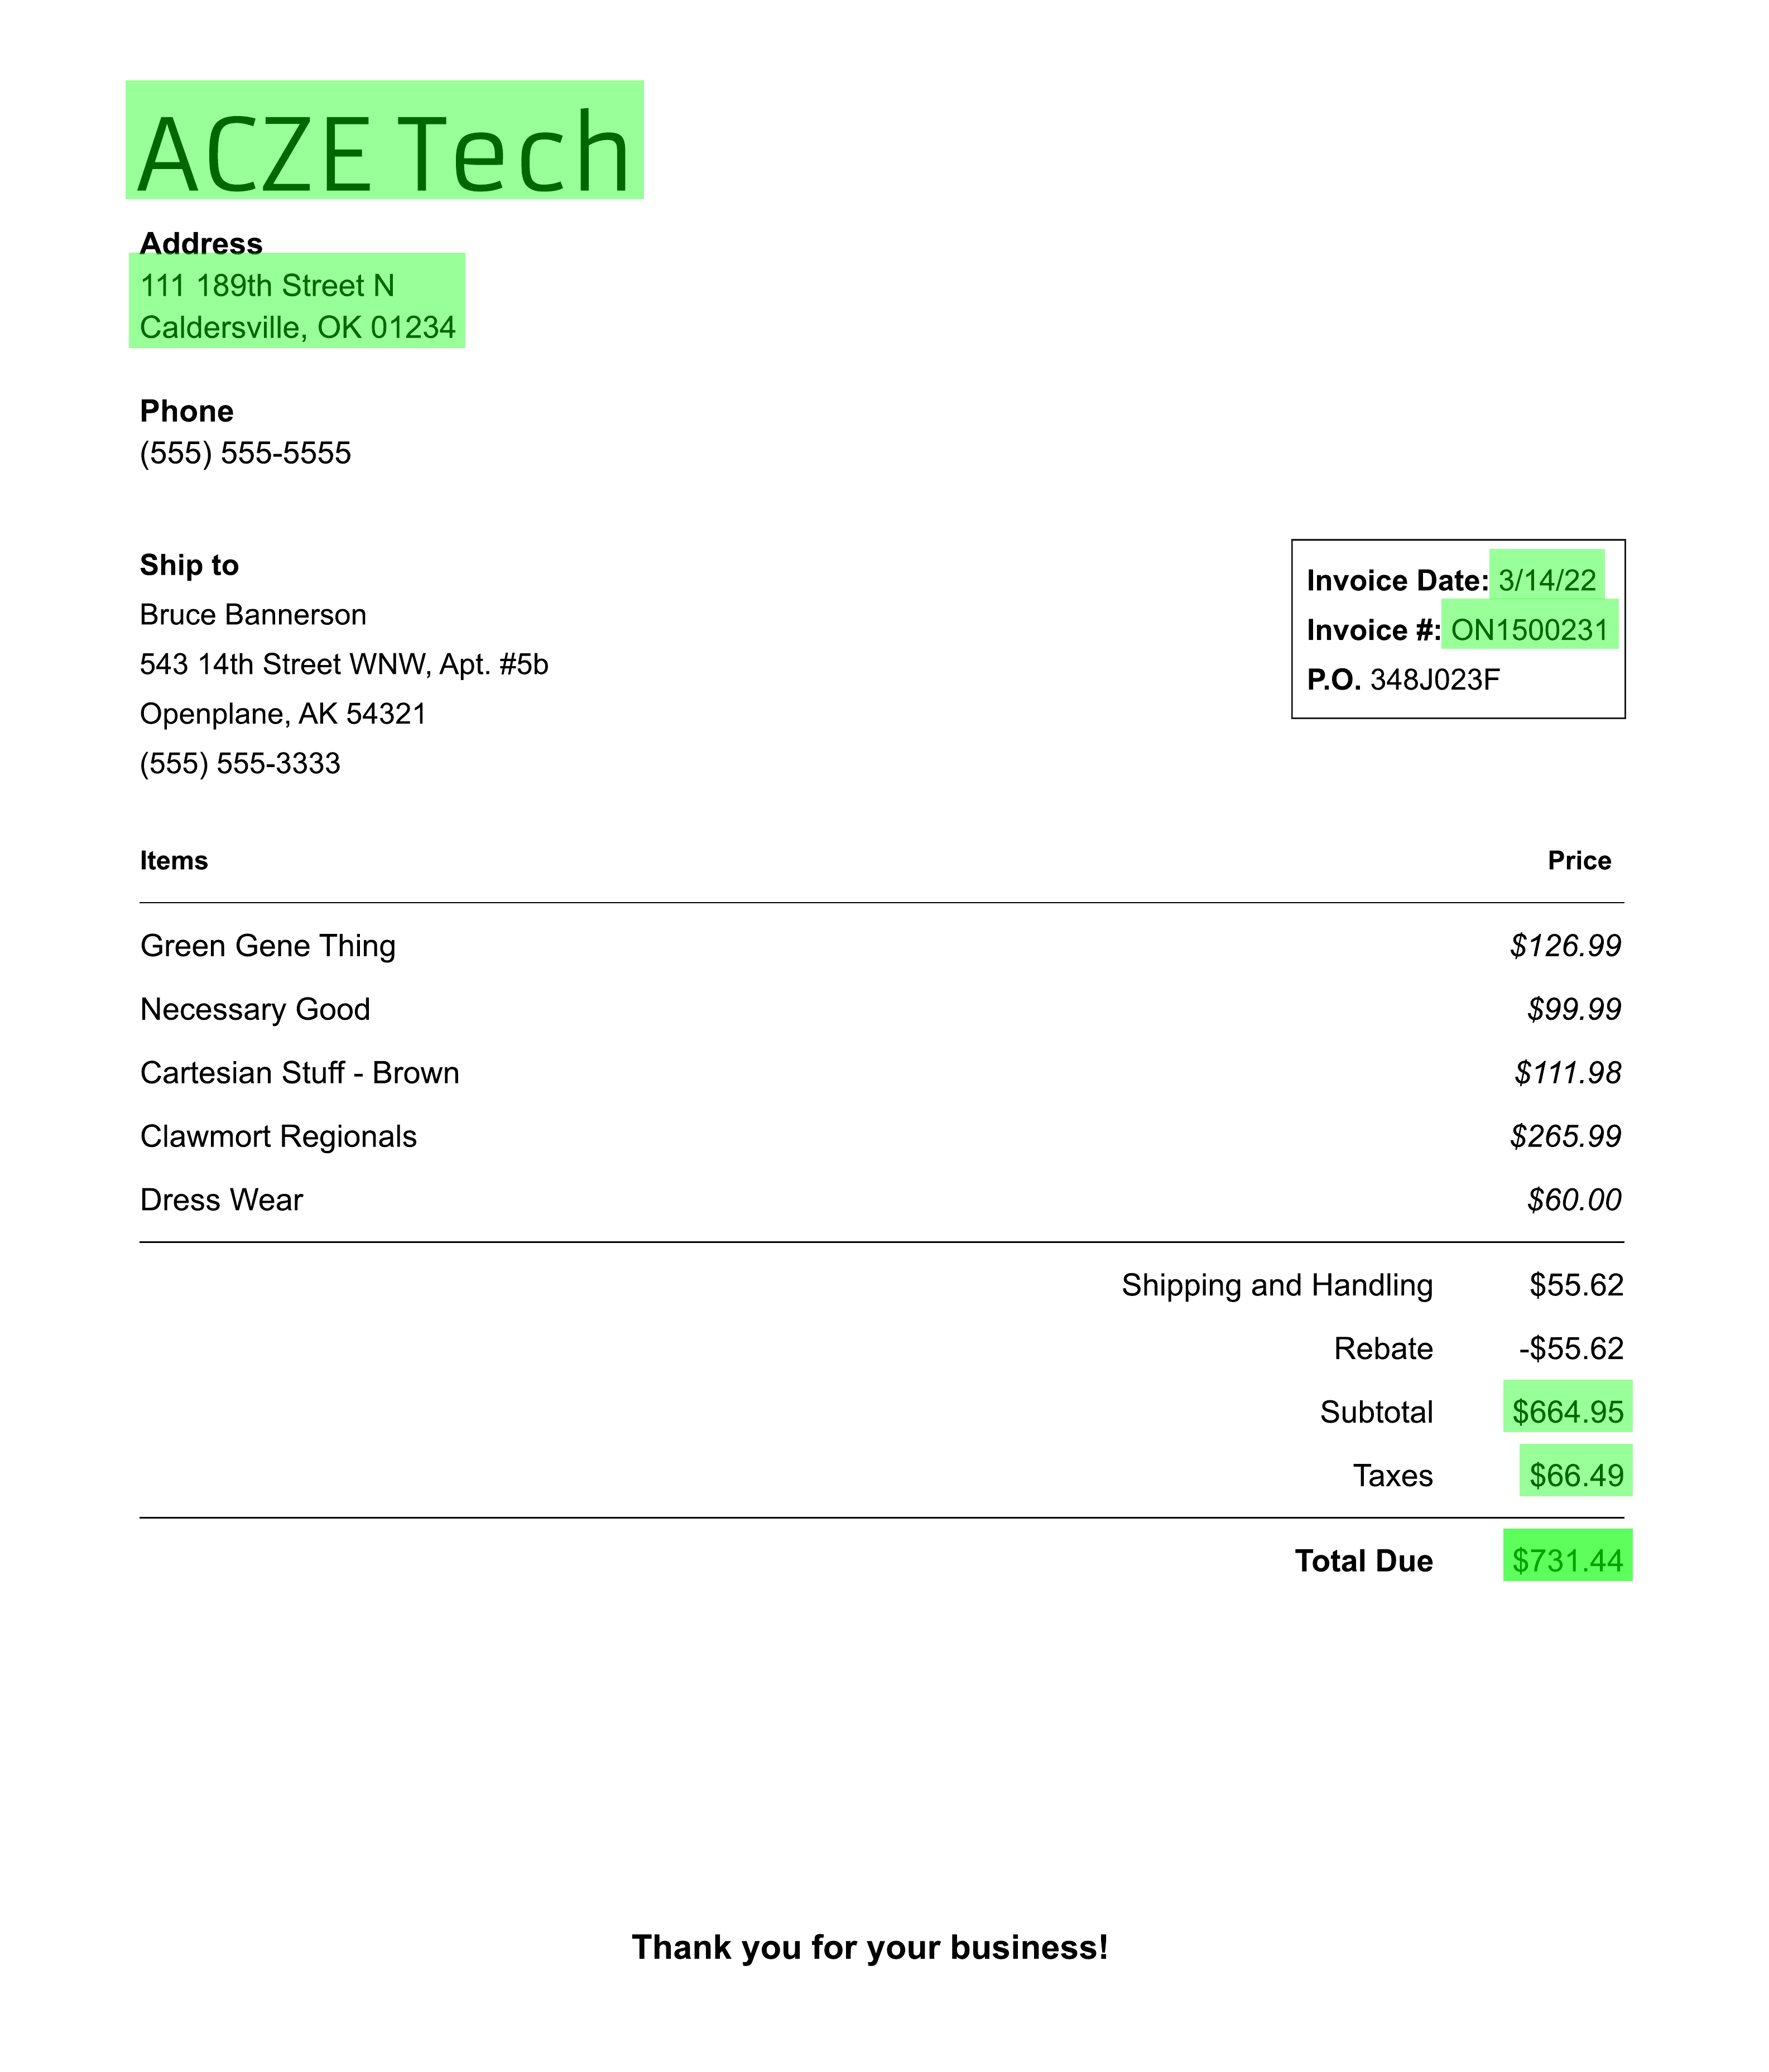 ACZE Tech
Address
111 189th Street N
Caldersville, OK 01234
Phone
(555) 555-5555
Ship to
Bruce Bannerson
543 14th Street WNW, Apt. #5b
Openplane, AK 54321
(555) 555-3333
Invoice Date: 3/14/22
Invoice #: ON1500231
P.O. 348J023F
Items Price
Green Gene Thing $126.99
Necessary Good $99.99
Cartesian Stuff - Brown $111.98
Clawmort Regionals $265.99
Dress Wear $60.00
Shipping and Handling $55.62
Rebate -$55.62
Subtotal $664.95
Taxes $66.49
Total Due $731.44
Thank you for your business!